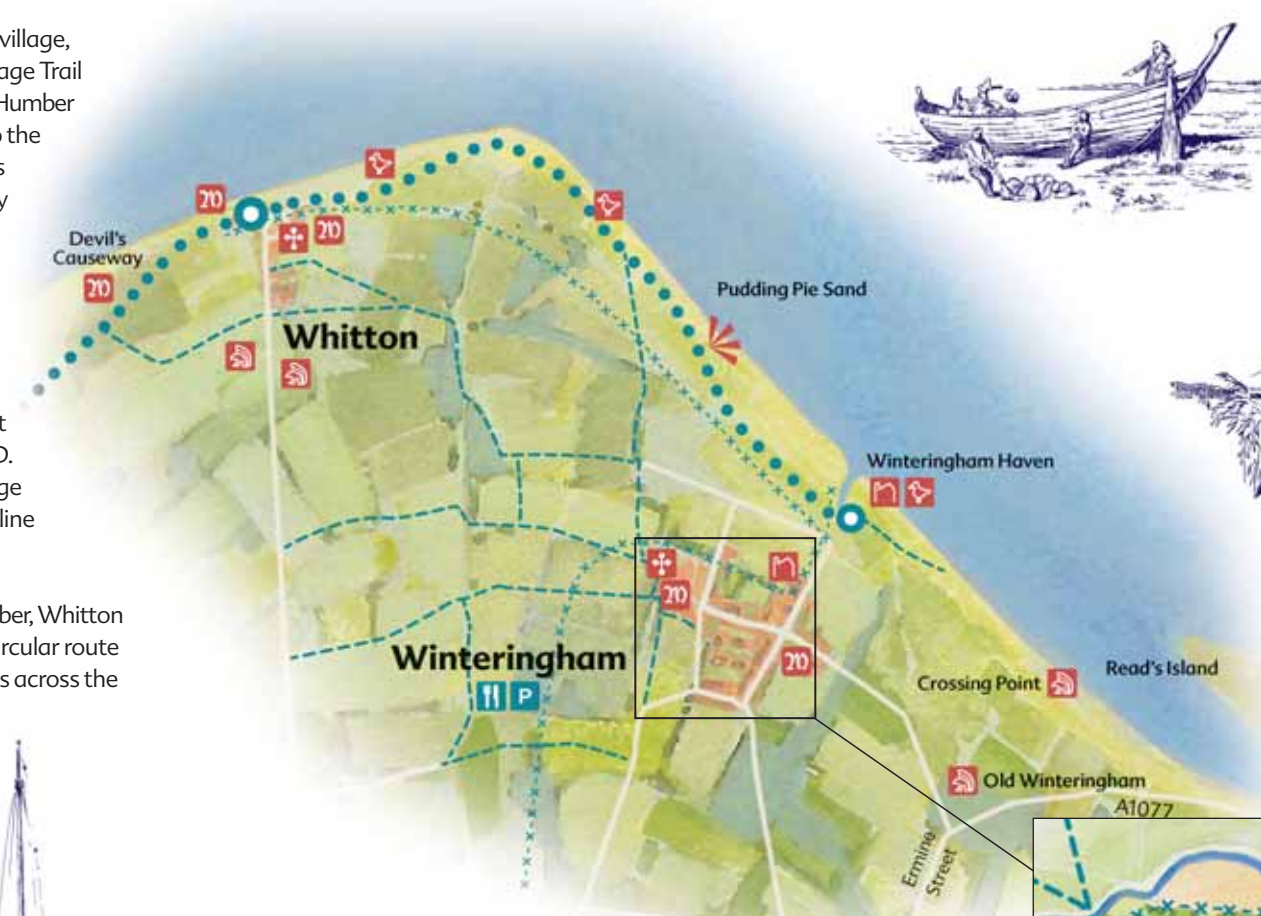 village,
age Trail
Humber
o the
s
y
t
D.
ge
line
ber, Whitton
rcular route
s across the
Devil's
Causeway
Whitton
Pudding Pie Sand
Winteringham Haven
Winteringham
P
Crossing Point
Read's Island
Old Winteringham
A1077
Ermine
Street